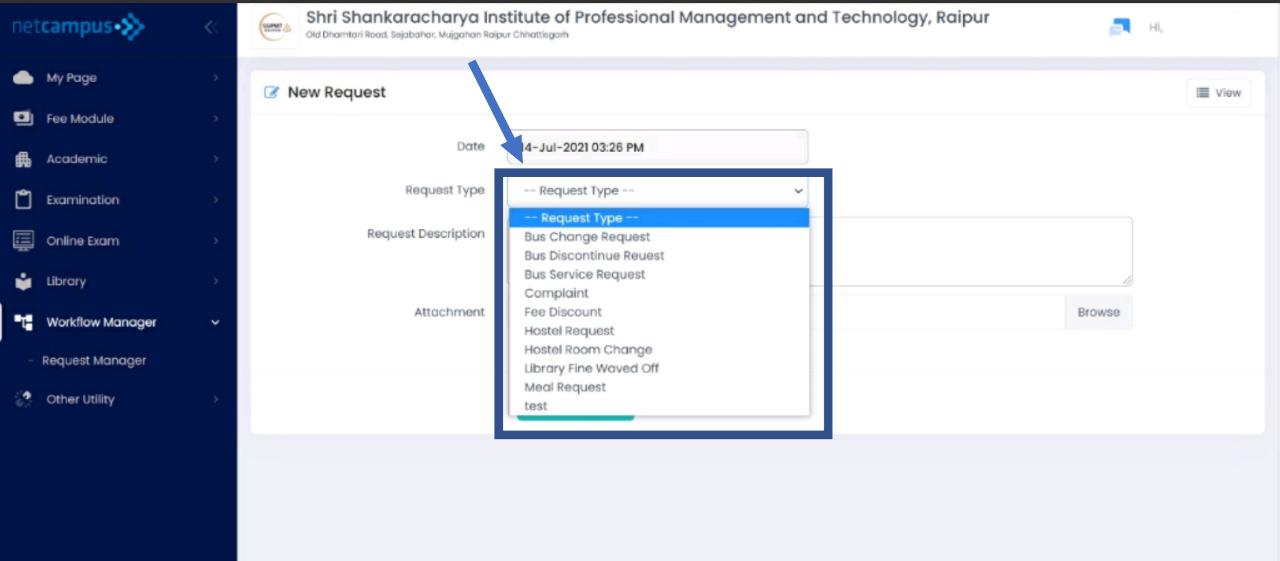 netcampus
Shri Shankaracharya Institute of Professional Management and Technology, Raipur
Old Dhamtari Road, Sejabahar, Mujgahan Raipur Chhattisgarh
Hi,
My Page
Fee Module
Academic
Examination
Online Exam
Library
Workflow Manager
- Request Manager
Other Utility
New Request
View
Date
14-Jul-2021 03:26 PM
Request Type
-- Request Type --
-- Request Type --
Bus Change Request
Bus Discontinue Reuest
Bus Service Request
Complaint
Fee Discount
Hostel Request
Hostel Room Change
Library Fine Waved Off
Meal Request
test
Request Description
Attachment
Browse